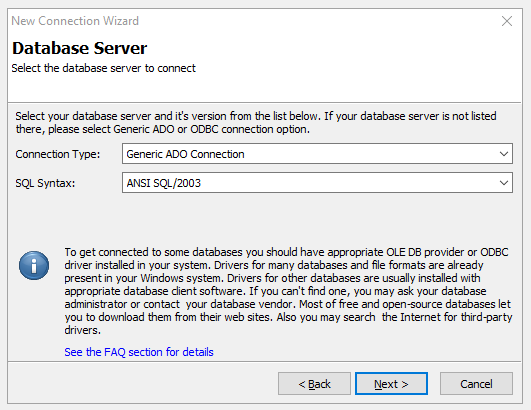 New Connection Wizard
Database Server
Select the database server to connect
Select your database server and it's version from the list below. If your database server is not listed
there, please select Generic ADO or ODBC connection option.
Connection Type: Generic ADO Connection
SQL Syntax: ANSI SQL/2003
To get connected to some databases you should have appropriate OLE DB provider or ODBC
driver installed in your system. Drivers for many databases and file formats are already
present in your Windows system. Drivers for other databases are usually installed with
appropriate database client software. If you can't find one, you may ask your database
administrator or contact  your database vendor. Most of free and open-source databases let
you to download them from their web sites. Also you may search  the Internet for third-party
drivers.
See the FAQ section for details
< Back Next > Cancel